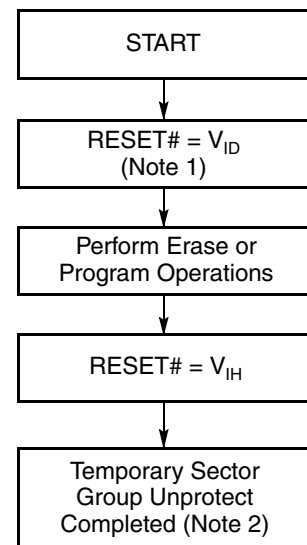 START
RESET# = VID
(Note 1)
Perform Erase or
Program Operations
RESET# = VIH
Temporary Sector
Group Unprotect
Completed (Note 2)